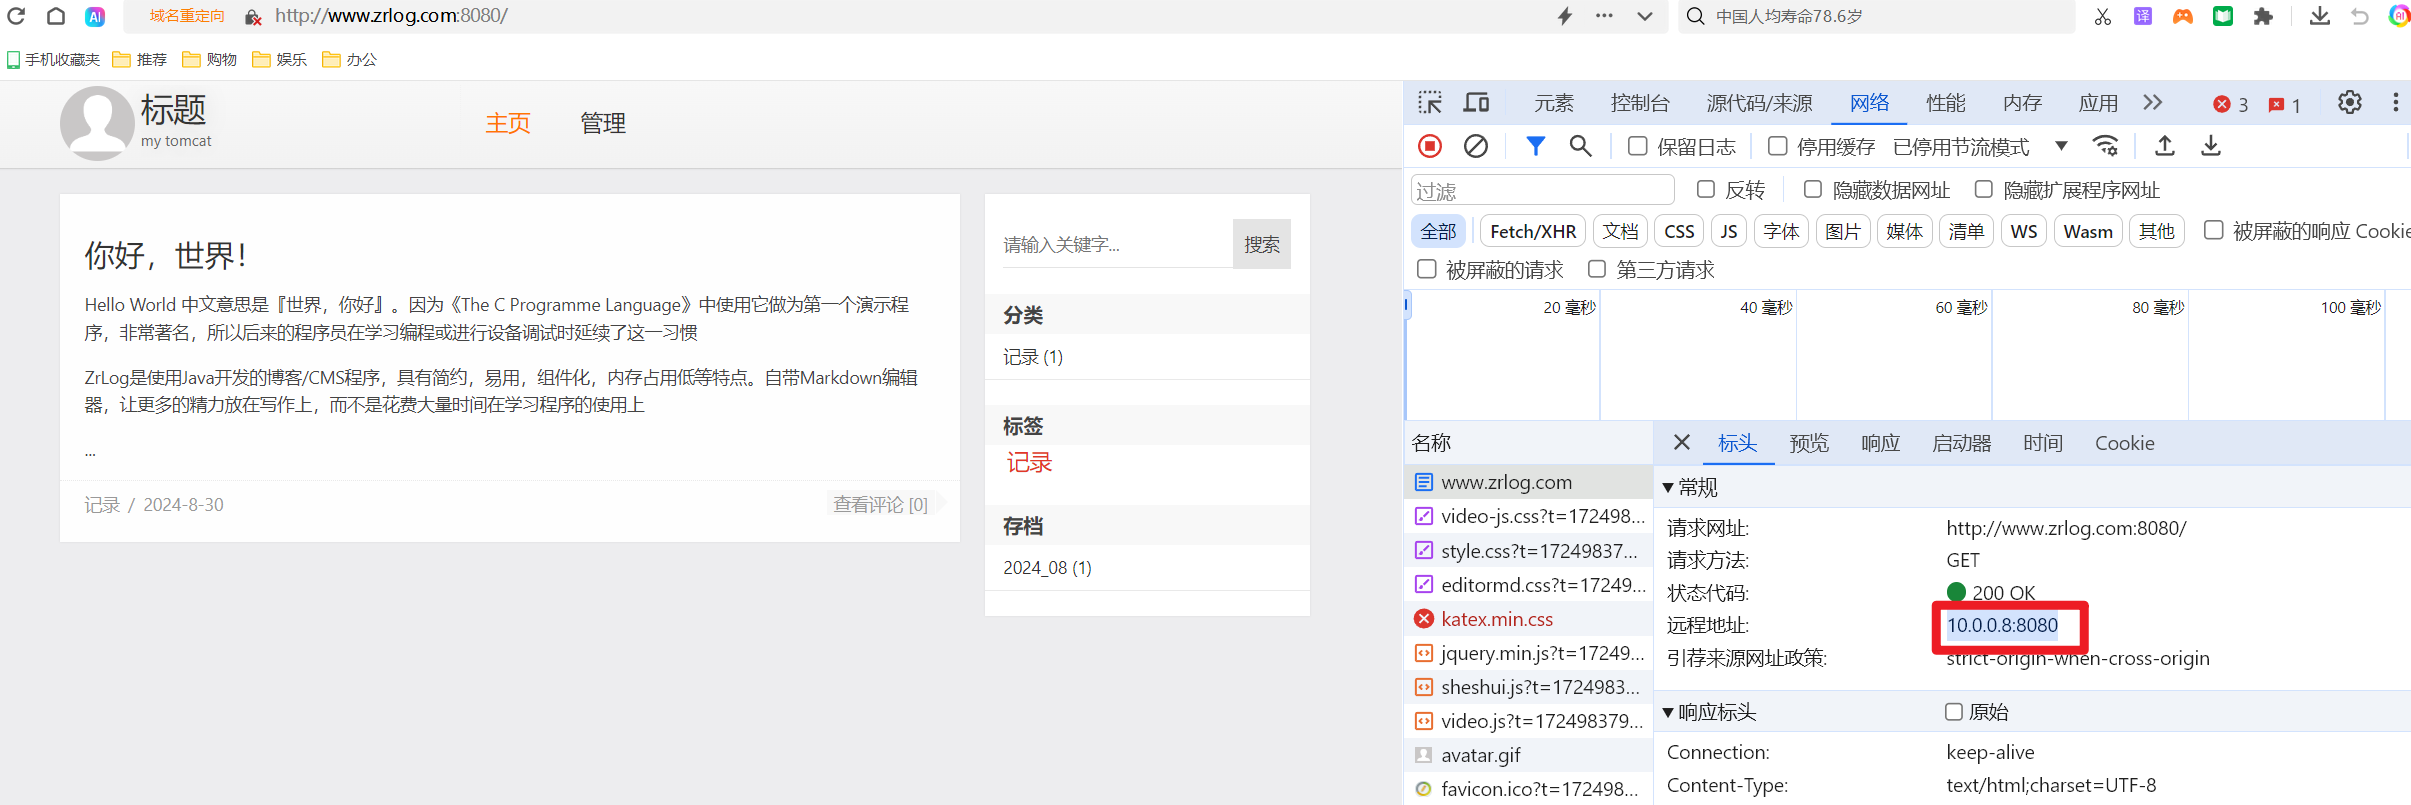 AI 域名重定向 http://www.zrlog.com:8080/ 中国人均寿命78.6岁 译 AI
手机收藏夹 推荐 购物 娱乐 办公
标题
my tomcat
主页 管理
你好，世界！
Hello World 中文意思是『世界，你好』。因为《The C Programme Language》中使用它做为第一个演示程
序，非常著名，所以后来的程序员在学习编程或进行设备调试时延续了这一习惯
ZrLog是使用Java开发的博客/CMS程序，具有简约，易用，组件化，内存占用低等特点。自带Markdown编辑
器，让更多的精力放在写作上，而不是花费大量时间在学习程序的使用上
...
记录 / 2024-8-30 查看评论 [0]
请输入关键字... 搜索
分类
记录 (1)
标签
记录
存档
2024_08 (1)
元素 控制台 源代码/来源 网络 性能 内存 应用 3 1
保留日志 停用缓存 已停用节流模式
过滤 反转 隐藏数据网址 隐藏扩展程序网址
全部 Fetch/XHR 文档 CSS JS 字体 图片 媒体 清单 WS Wasm 其他 被屏蔽的响应 Cookie
被屏蔽的请求 第三方请求
20 毫秒 40 毫秒 60 毫秒 80 毫秒 100 毫秒
名称
www.zrlog.com
video-js.css?t=172498...
style.css?t=17249837...
editormd.css?t=17249...
katex.min.css
jquery.min.js?t=17249...
sheshui.js?t=1724983...
video.js?t=172498379...
avatar.gif
favicon.ico?t=172498...
标头 预览 响应 启动器 时间 Cookie
常规
请求网址: http://www.zrlog.com:8080/
请求方法: GET
状态代码: 200 OK
远程地址: 10.0.0.8:8080
引荐来源网址政策: strict-origin-when-cross-origin
响应标头 原始
Connection: keep-alive
Content-Type: text/html;charset=UTF-8